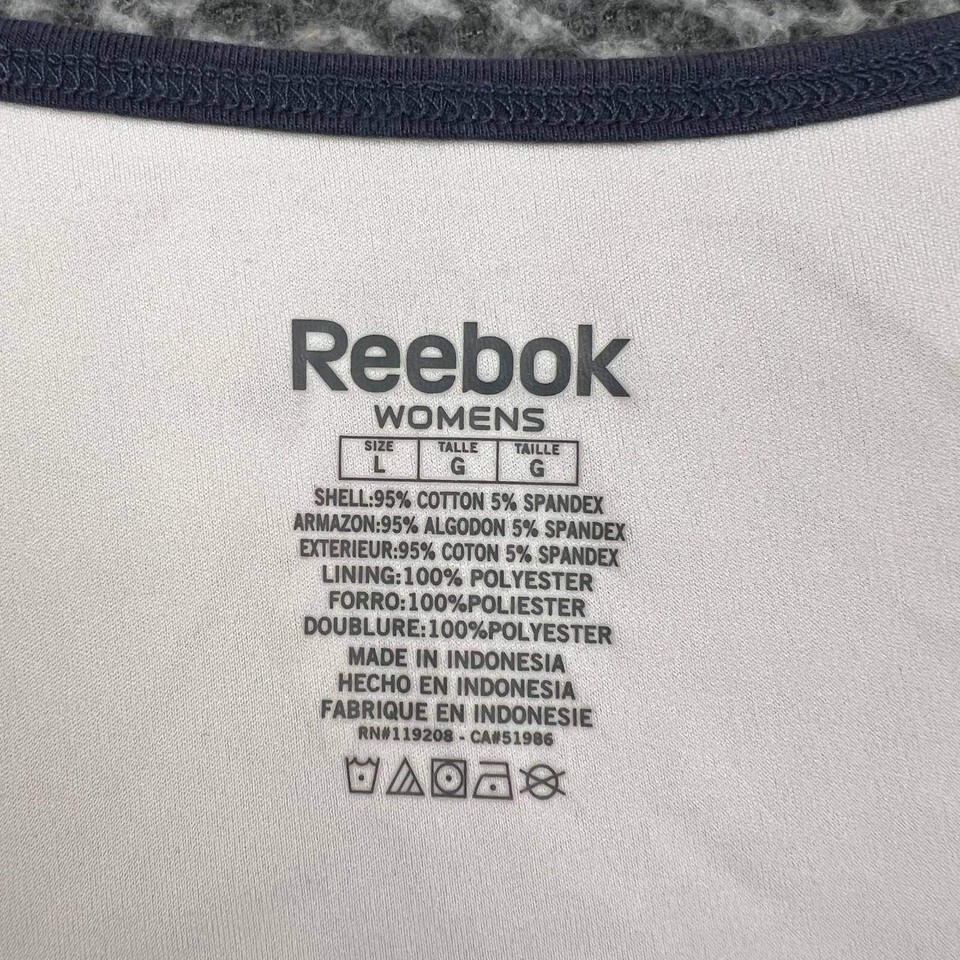 Reebok
WOMENS
SIZE TALLE TAILLE
L G G
SHELL:95% COTTON 5% SPANDEX
ARMAZON:95% ALGODON 5% SPANDEX
EXTERIEUR:95% COTON 5% SPANDEX
LINING:100% POLYESTER
FORRO:100%POLIESTER
DOUBLURE:100%POLYESTER
MADE IN INDONESIA
HECHO EN INDONESIA
FABRIQUE EN INDONESIE
RN#119208 - CA#51986